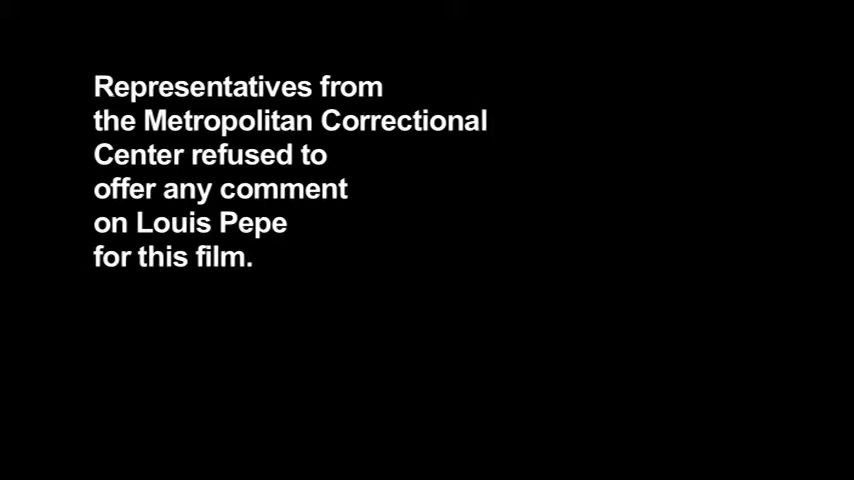 Representatives from
the Metropolitan Correctional
Center refused to
offer any comment
on Louis Pepe
for this film.